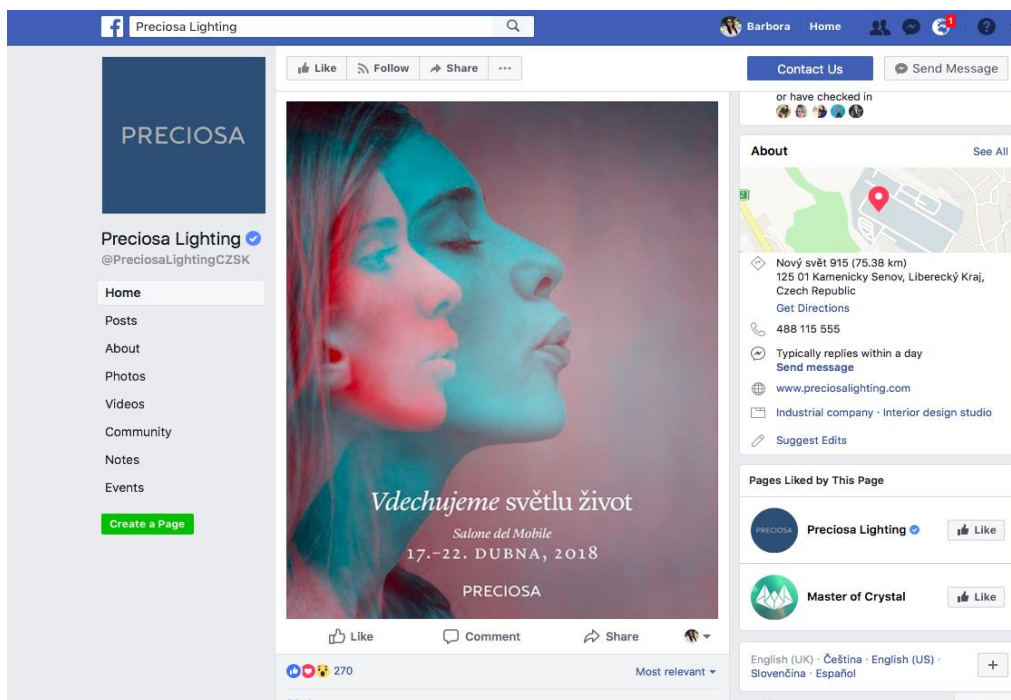 Preciosa Lighting
Barbora
Home
1
Like
Follow
Share
Contact Us
Send Message
PRECIOSA
Preciosa Lighting
@PreciosaLightingCZSK
Home
Posts
About
Photos
Videos
Community
Notes
Events
Create a Page
Vdechujeme světlu život
Salone del Mobile
17.–22. DUBNA, 2018
PRECIOSA
Like
Comment
Share
270
Most relevant
or have checked in
About
See All
Nový svět 915 (75.38 km)
125 01 Kamenicky Senov, Liberecký Kraj,
Czech Republic
Get Directions
488 115 555
Typically replies within a day
Send message
www.preciosalighting.com
Industrial company · Interior design studio
Suggest Edits
Pages Liked by This Page
PRECIOSA
Preciosa Lighting
Like
Master of Crystal
Like
English (UK) · Čeština · English (US) ·
Slovenčina · Español